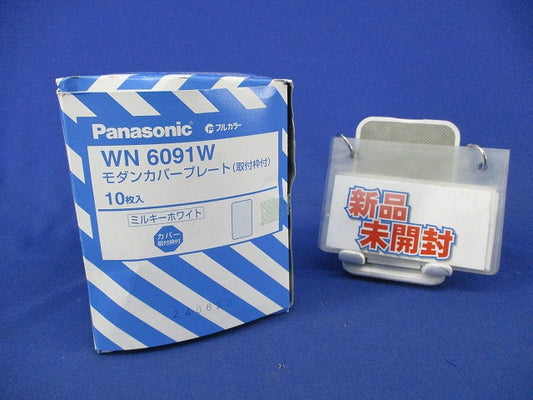 Panasonic フルカラー
WN 6091W
モダンカバープレート(取付枠付)
10枚入
ミルキーホワイト
カバー
取付枠付
240623
新品
未開封